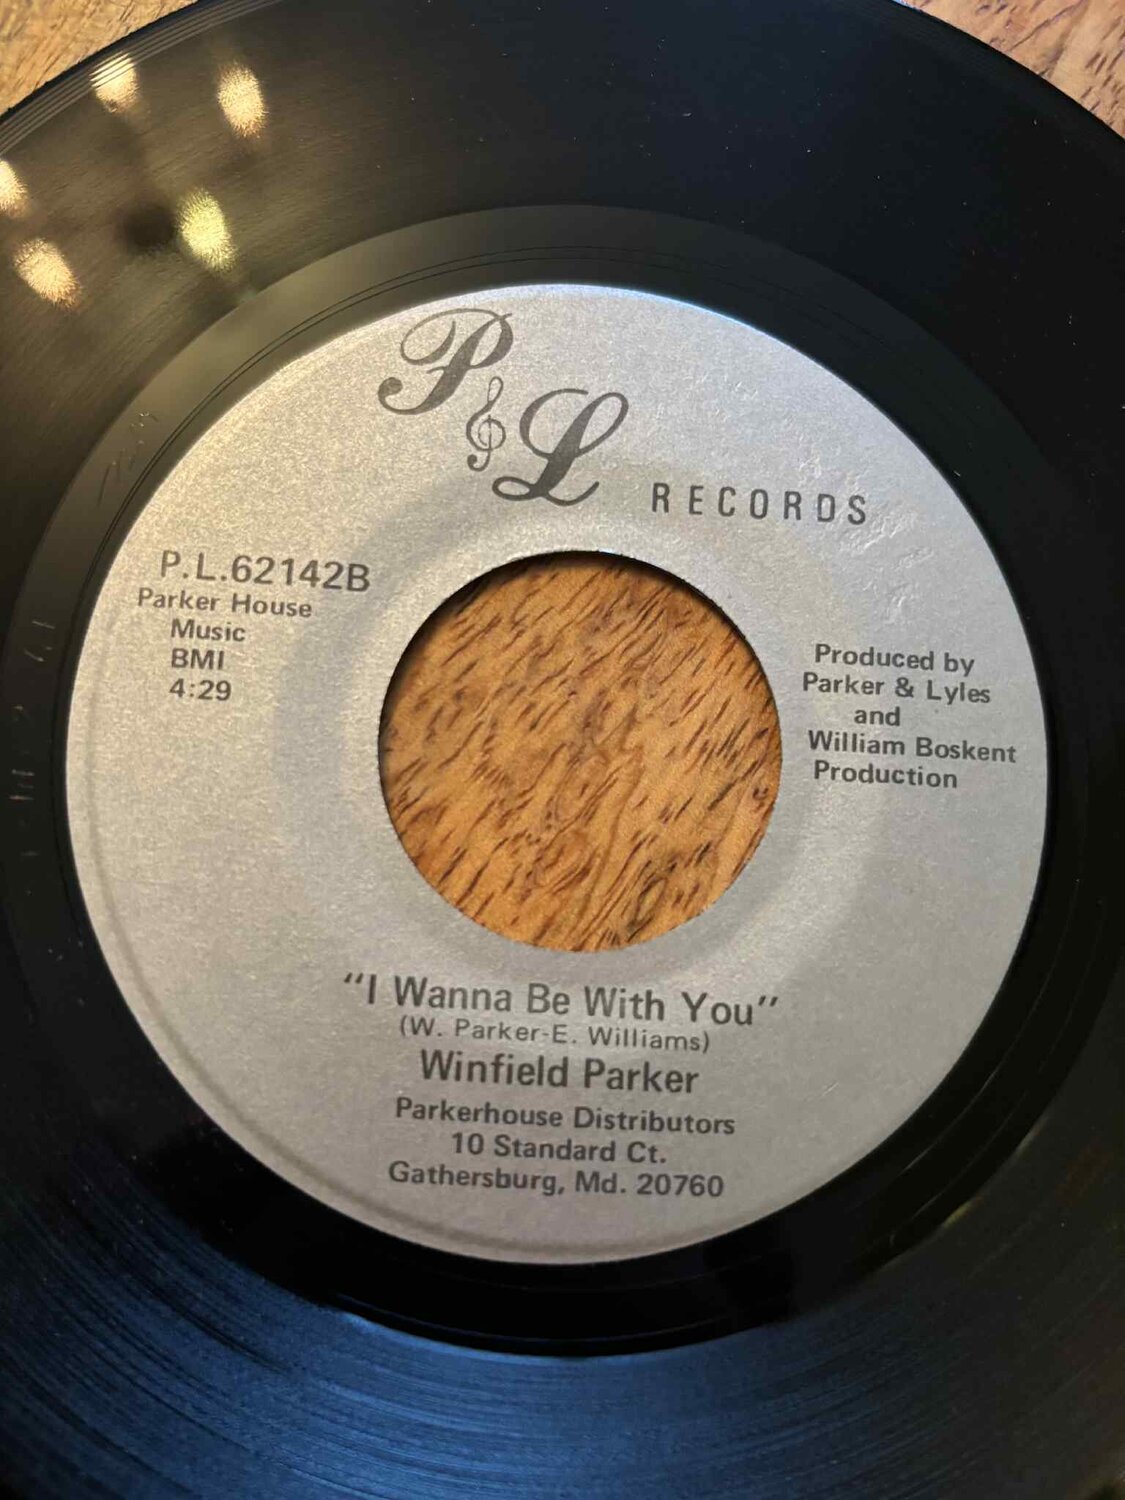 P & L RECORDS
P.L.62142B
Parker House
Music
BMI
4:29
Produced by
Parker & Lyles
and
William Boskent
Production
“I Wanna Be With You”
(W. Parker-E. Williams)
Winfield Parker
Parkerhouse Distributors
10 Standard Ct.
Gathersburg, Md. 20760